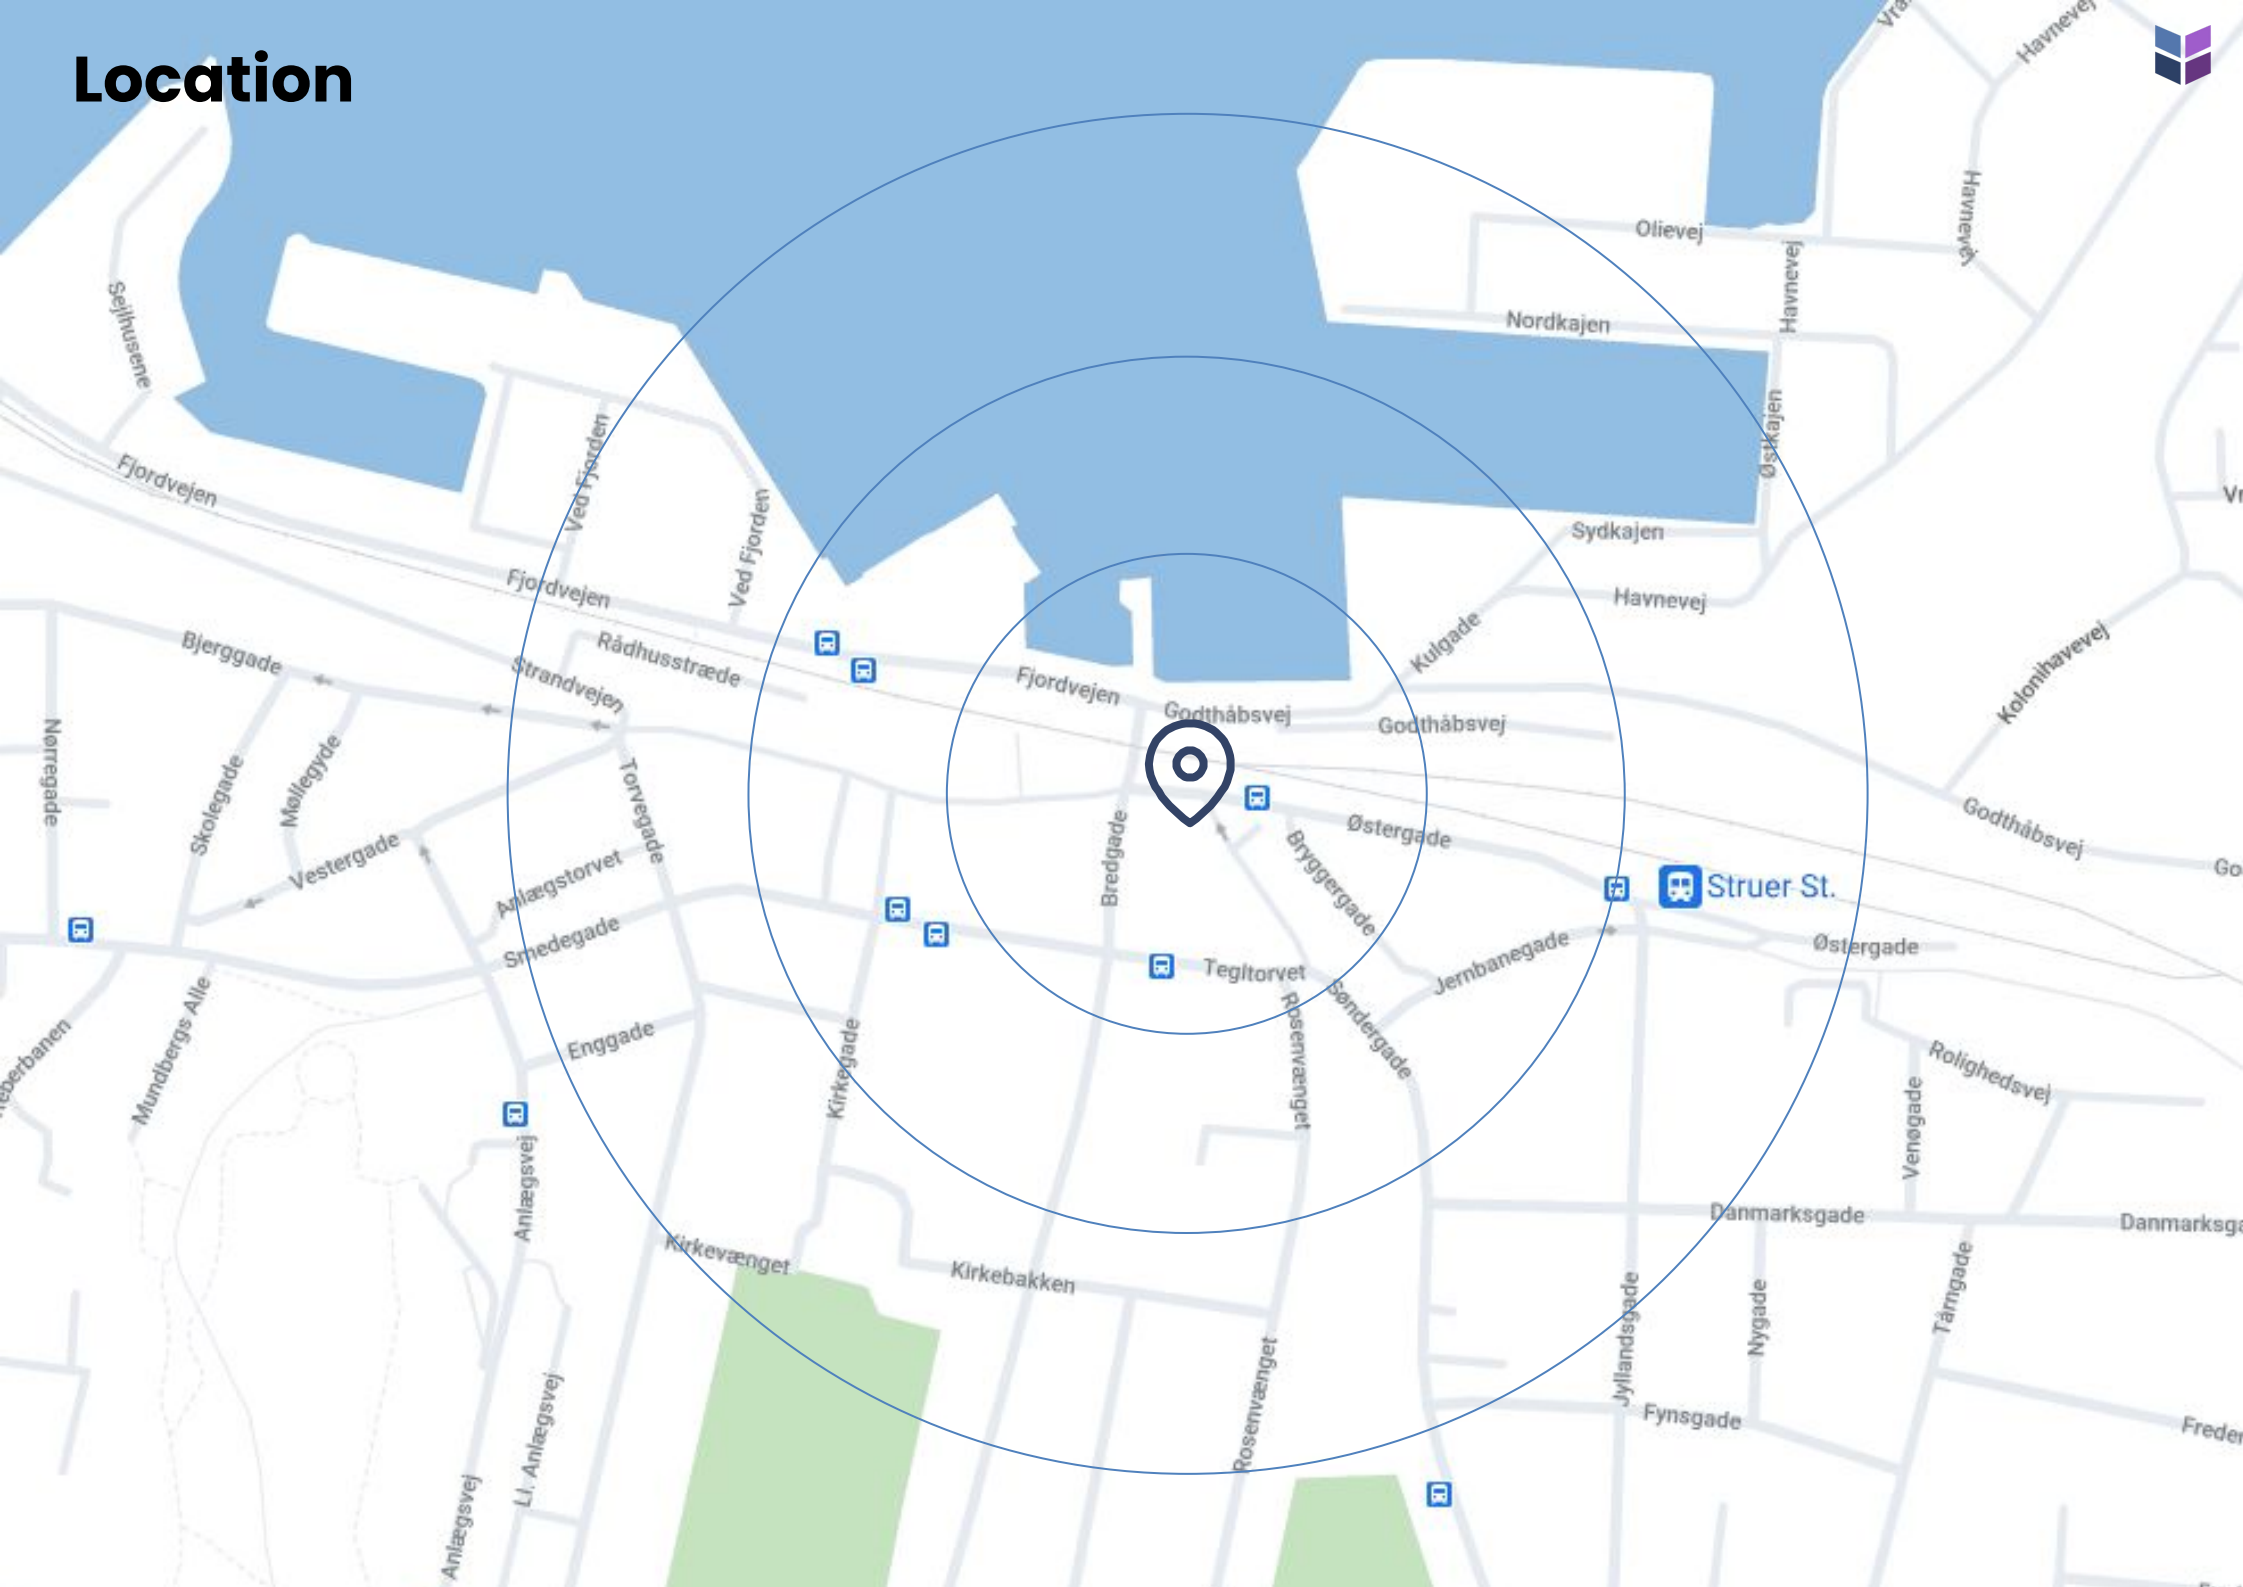 Location
Havnevej
Olievej
Havnevej
Havnevej
Sejlhusene
Nordkajen
Østkajen
Ved Fjorden
Fjordvejen
Ved Fjorden
Sydkajen
Fjordvejen
Havnevej
Kulgade
Bjerggade
Rådhusstræde
Strandvejen
Fjordvejen
Kolonihavevej
Godthåbsvej
Godthåbsvej
Nørregade
Skolegade
Møllegyde
Torvegade
Godthåbsvej
Østergade
Vestergade
Bredgade
Bryggergade
Anlægstorvet
Struer St.
Smedegade
Jernbanegade
Østergade
Tegltorvet
Mundbergs Alle
Søndergade
Rosenvænget
Enggade
Kirkegade
Rolighedsvej
Venøgade
Anlægsvej
Danmarksgade
Kirkevænget
Kirkebakken
Jyllandsgade
Nygade
Tårngade
Rosenvænget
Fynsgade
Ll. Anlægsvej
Anlægsvej